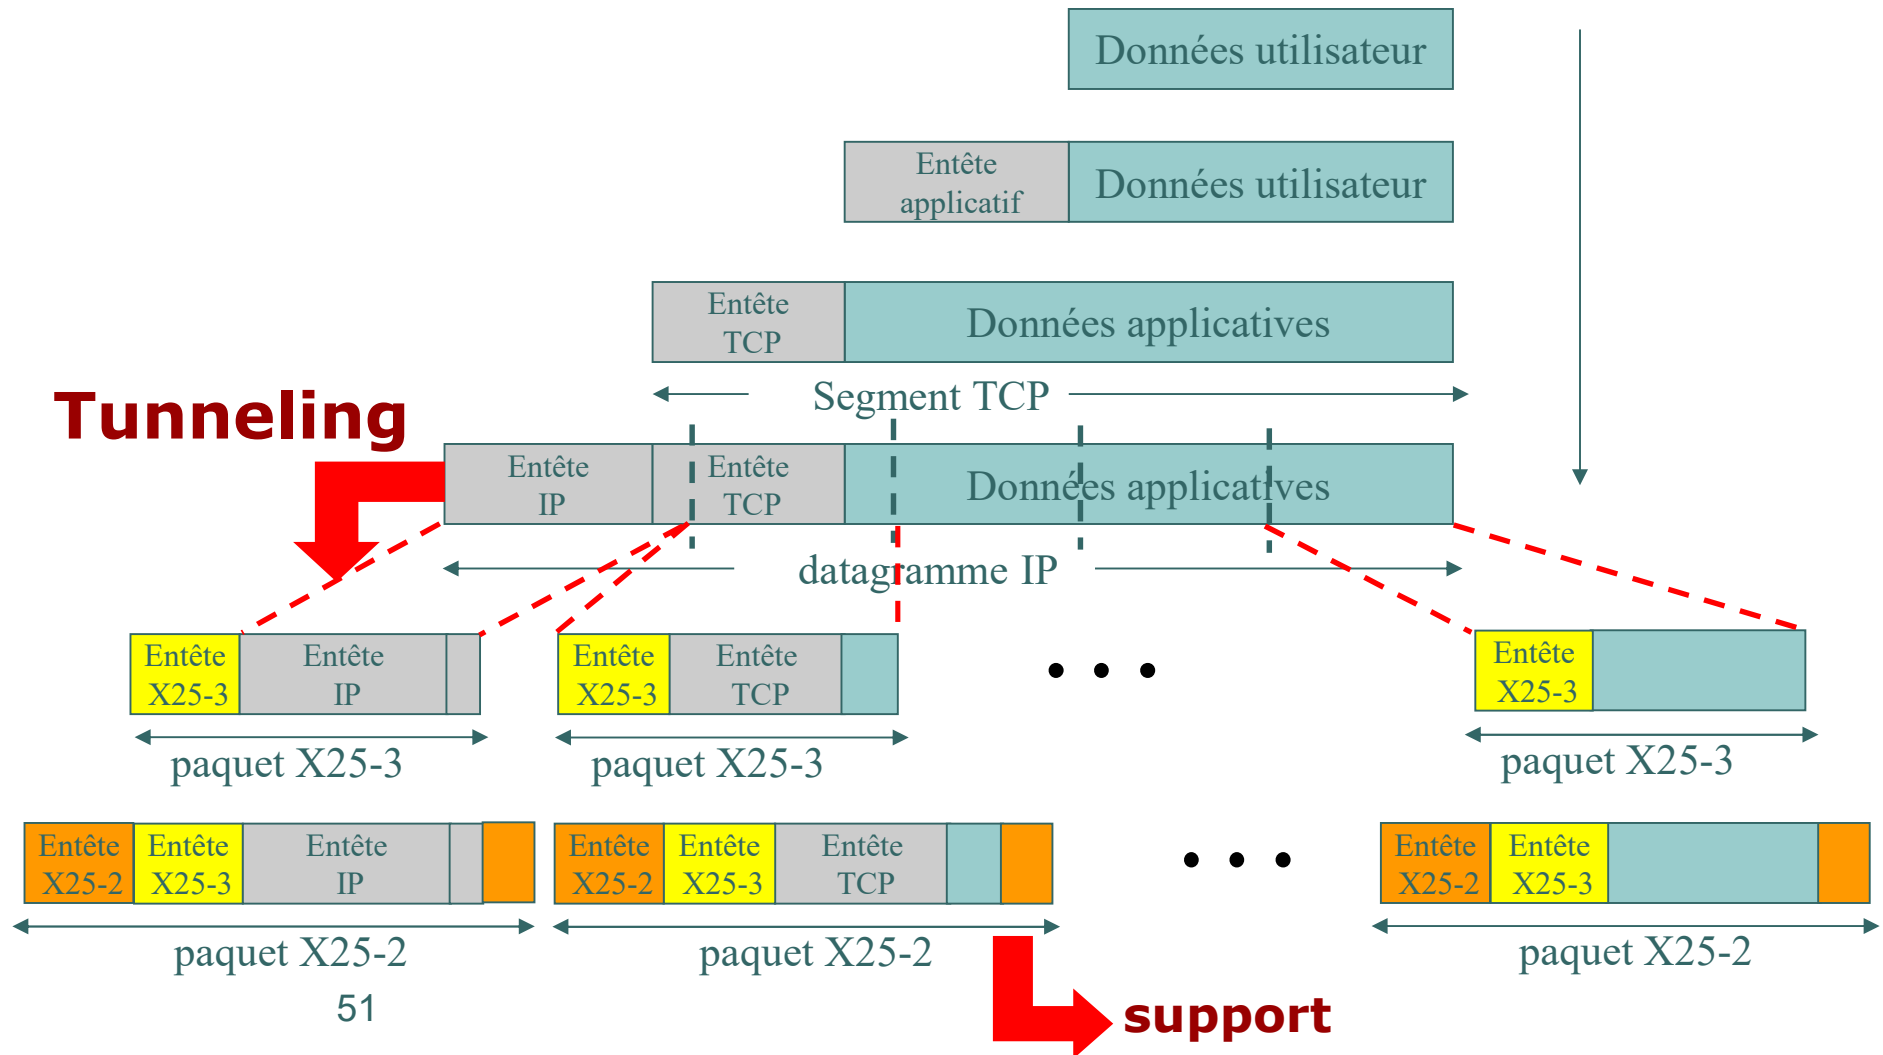 Données utilisateur
Entête
applicatif
Données utilisateur
Entête
TCP
Données applicatives
Segment TCP
Tunneling
Entête
IP
Entête
TCP
Données applicatives
datagramme IP
Entête
X25-3
Entête
IP
Entête
X25-3
Entête
TCP
• • •
Entête
X25-3
paquet X25-3
paquet X25-3
paquet X25-3
Entête
X25-2
Entête
X25-3
Entête
IP
Entête
X25-2
Entête
X25-3
Entête
TCP
• • •
Entête
X25-2
Entête
X25-3
paquet X25-2
paquet X25-2
paquet X25-2
51
support